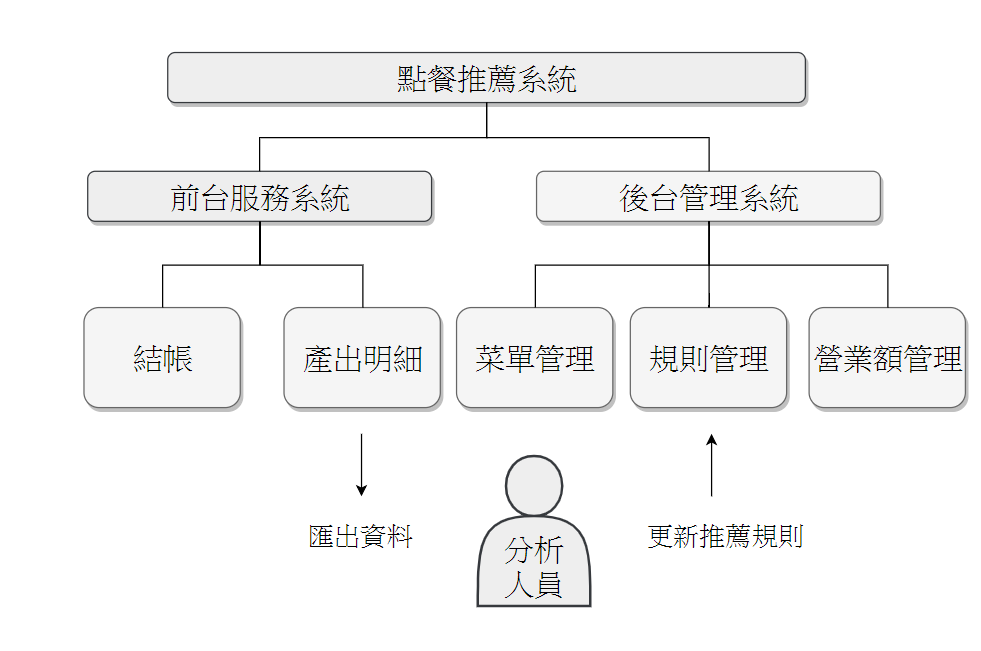 點餐推薦系統
前台服務系統
後台管理系統
結帳
產出明細
菜單管理
規則管理
營業額管理
匯出資料
分析
人員
更新推薦規則